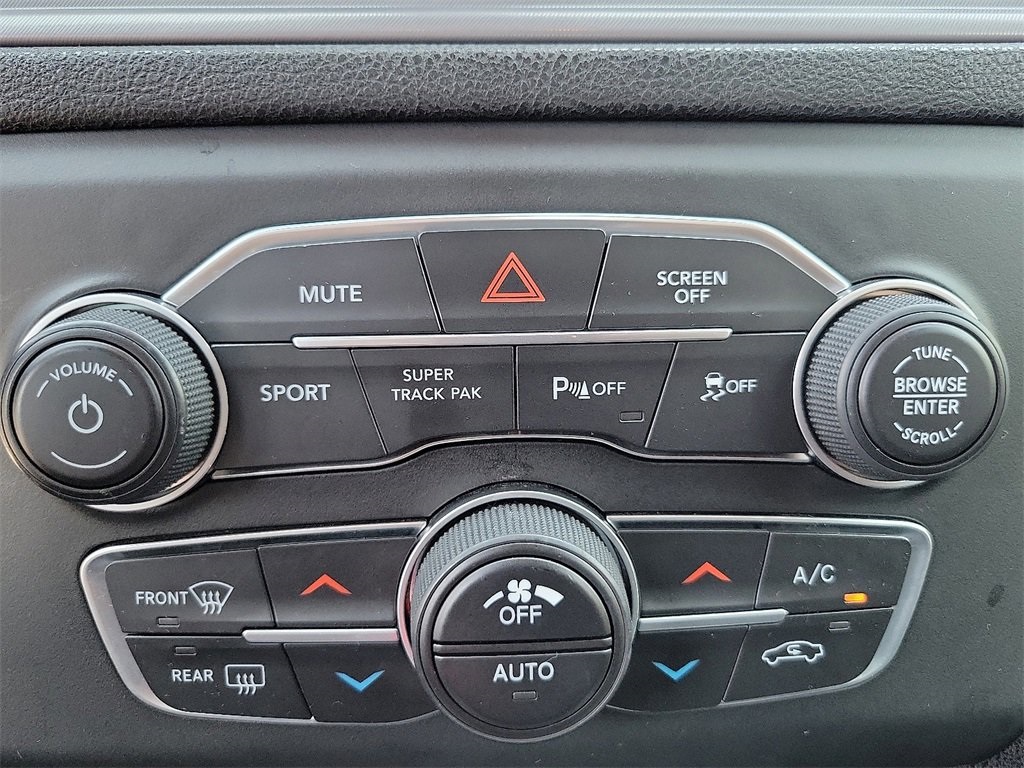 MUTE
SCREEN
OFF
VOLUME
SPORT
SUPER
TRACK PAK
P OFF
OFF
TUNE
BROWSE
ENTER
SCROLL
FRONT
OFF
A/C
REAR
AUTO